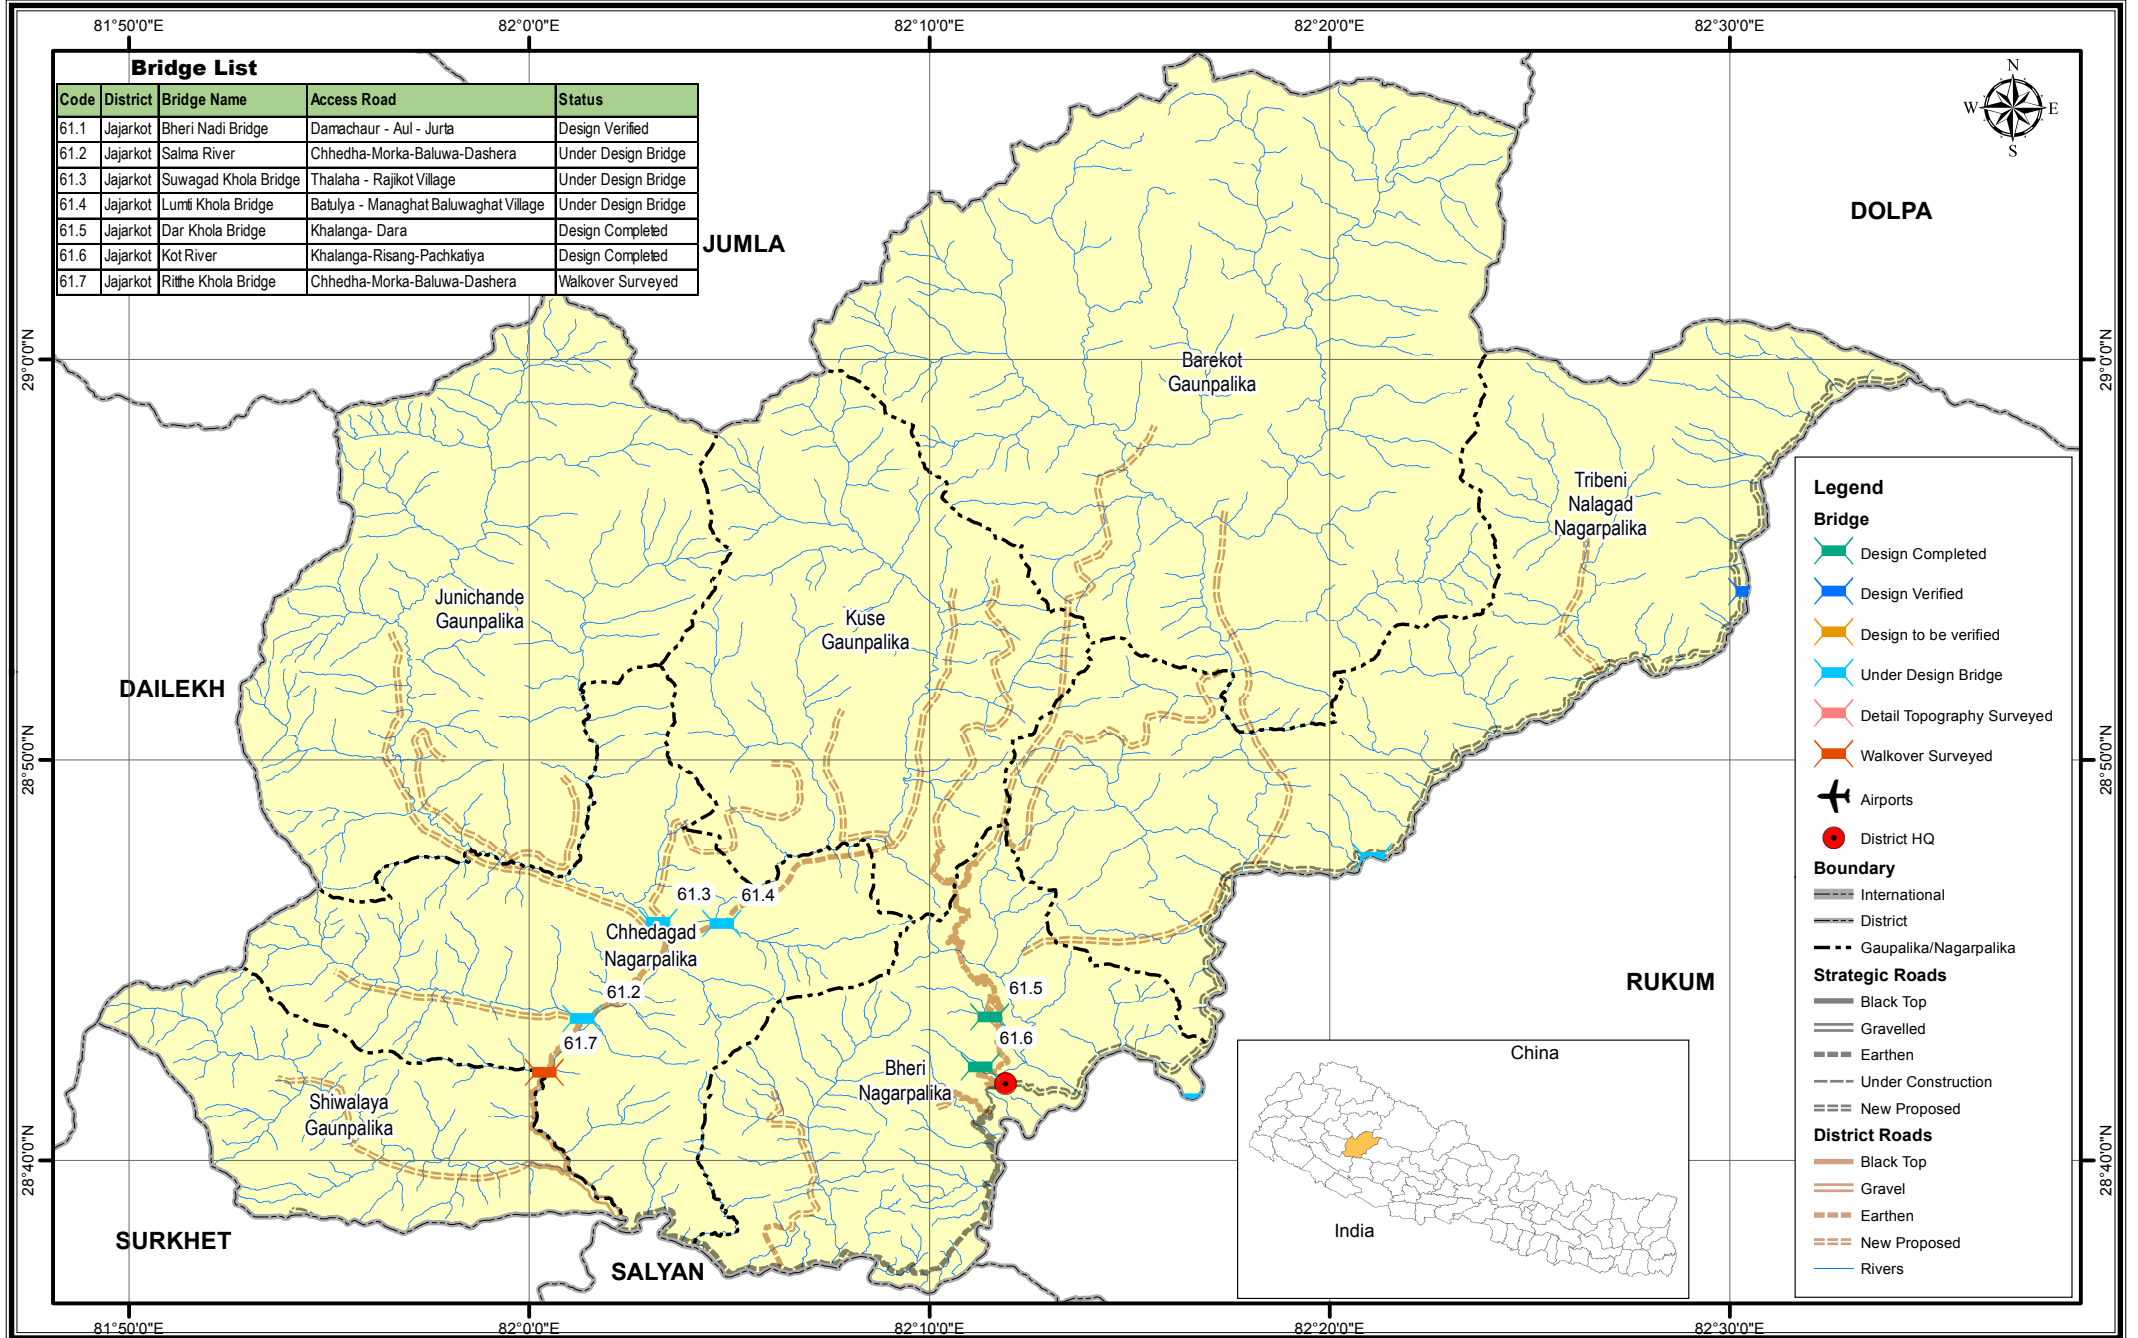 81°50'0"E 82°0'0"E 82°10'0"E 82°20'0"E 82°30'0"E
Bridge List
Code District Bridge Name Access Road Status
61.1 Jajarkot Bheri Nadi Bridge Damachaur - Aul - Jurta Design Verified
61.2 Jajarkot Salma River Chhedha-Morka-Baluwa-Dashera Under Design Bridge
61.3 Jajarkot Suwagad Khola Bridge Thalaha - Rajikot Village Under Design Bridge
61.4 Jajarkot Lumti Khola Bridge Batulya - Managhat Baluwaghat Village Under Design Bridge
61.5 Jajarkot Dar Khola Bridge Khalanga- Dara Design Completed
61.6 Jajarkot Kot River Khalanga-Risang-Pachkatiya Design Completed
61.7 Jajarkot Ritthe Khola Bridge Chhedha-Morka-Baluwa-Dashera Walkover Surveyed
N
W E
S
DOLPA
JUMLA
29°0'0"N 29°0'0"N
Barekot
Gaunpalika
Tribeni
Nalagad
Nagarpalika
Junichande
Gaunpalika
Kuse
Gaunpalika
DAILEKH
28°50'0"N 28°50'0"N
61.3
61.4
Chhedagad
Nagarpalika
61.2
61.5
61.7
61.6
RUKUM
Bheri
Nagarpalika
Shiwalaya
Gaunpalika
28°40'0"N 28°40'0"N
SURKHET
SALYAN
China
India
Legend
Bridge
Design Completed
Design Verified
Design to be verified
Under Design Bridge
Detail Topography Surveyed
Walkover Surveyed
Airports
District HQ
Boundary
International
District
Gaupalika/Nagarpalika
Strategic Roads
Black Top
Gravelled
Earthen
Under Construction
New Proposed
District Roads
Black Top
Gravel
Earthen
New Proposed
Rivers
81°50'0"E 82°0'0"E 82°10'0"E 82°20'0"E 82°30'0"E